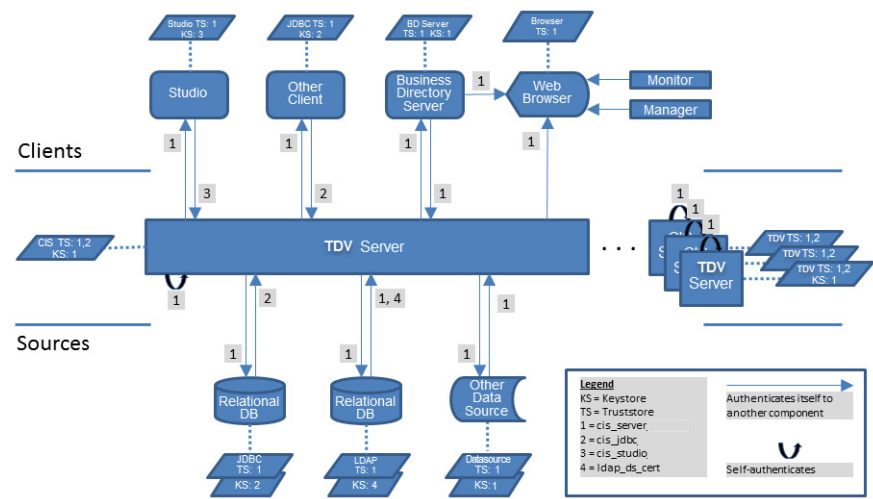 Studio TS: 1
KS: 3
JDBC TS: 1
KS: 2
BD Server
TS: 1 KS: 1
Browser
TS: 1
Studio
Other
Client
Business
Directory
Server
1
Web
Browser
Monitor
Manager
1
1
1
1
Clients
3
2
1
1
1
1
CIS TS: 1,2
KS: 1
TDV Server
. . .
TDV TS: 1,2
TDV TS: 1,2
TDV TS: 1,2
KS: 1
TDV
Server
1
2
1, 4
1
Sources
1
1
1
Relational
DB
Relational
DB
Other
Data
Source
JDBC
TS: 1
KS: 2
LDAP
TS: 1
KS: 4
Datasource
TS: 1
KS: 1
Legend
KS = Keystore
TS = Truststore
1 = cis_server
2 = cis_jdbc
3 = cis_studio
4 = ldap_ds_cert
Authenticates itself to
another component
Self-authenticates